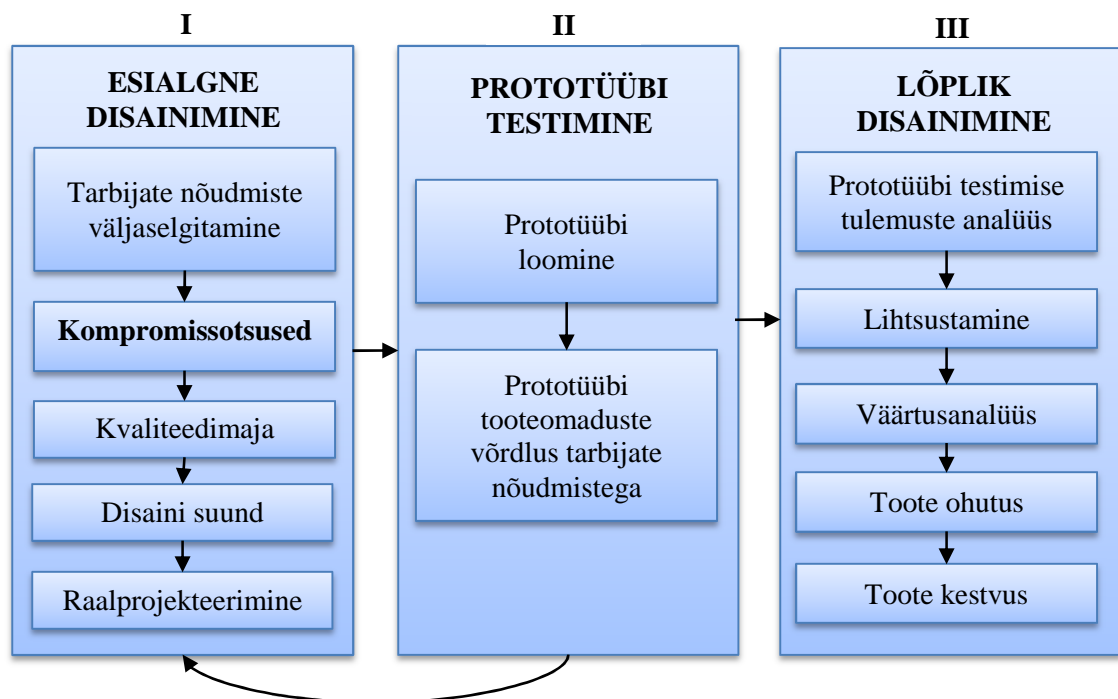 I
ESIALGNE
DISAINIMINE
Tarbijate nõudmiste
väljaselgitamine
Kompromissotsused
Kvaliteedimaja
Disaini suund
Raalprojekteerimine
II
PROTOTÜÜBI
TESTIMINE
Prototüübi
loomine
Prototüübi
tooteomaduste
võrdlus tarbijate
nõudmistega
III
LÕPLIK
DISAINIMINE
Prototüübi testimise
tulemuste analüüs
Lihtsustamine
Väärtusanalüüs
Toote ohutus
Toote kestvus